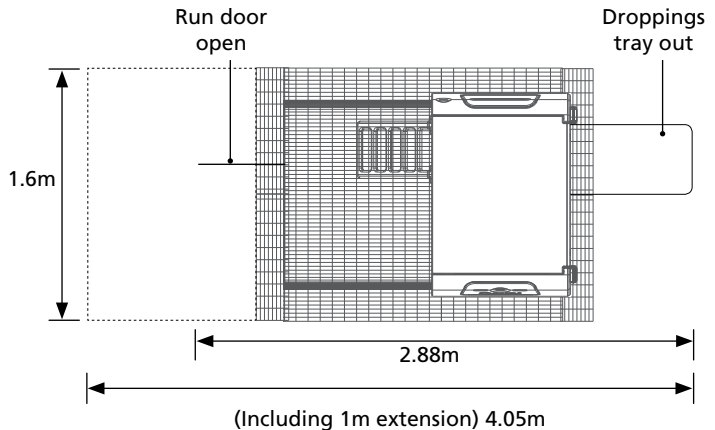 Run door
open
Droppings
tray out
1.6m
2.88m
(Including 1m extension) 4.05m